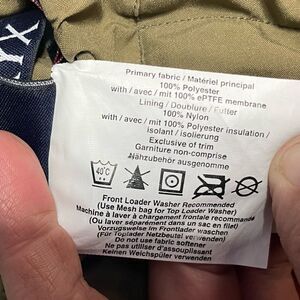 YX
Primary fabric / Matériel principal
100% Polyester
with / avec / mit 100% ePTFE membrane
Lining / Doublure / Futter
100% Nylon
with / avec / mit 100% Polyester insulation /
isolant / isolierung
Exclusive of trim
Garniture non-comprise
Nähzubehör ausgenomme
40°C
Front Loader Washer Recommended
(Use Mesh bag for Top Loader Washer)
Machine à laver à chargement frontale recommandé
(Ou laver séparément dans un sac en filet)
Vorzugsweise im Frontlader waschen
(Für Toplader Netzbeutel verwenden)
Do not use fabric softener
Ne pas utiliser d'assouplissant
Keinen Weichspüler verwenden